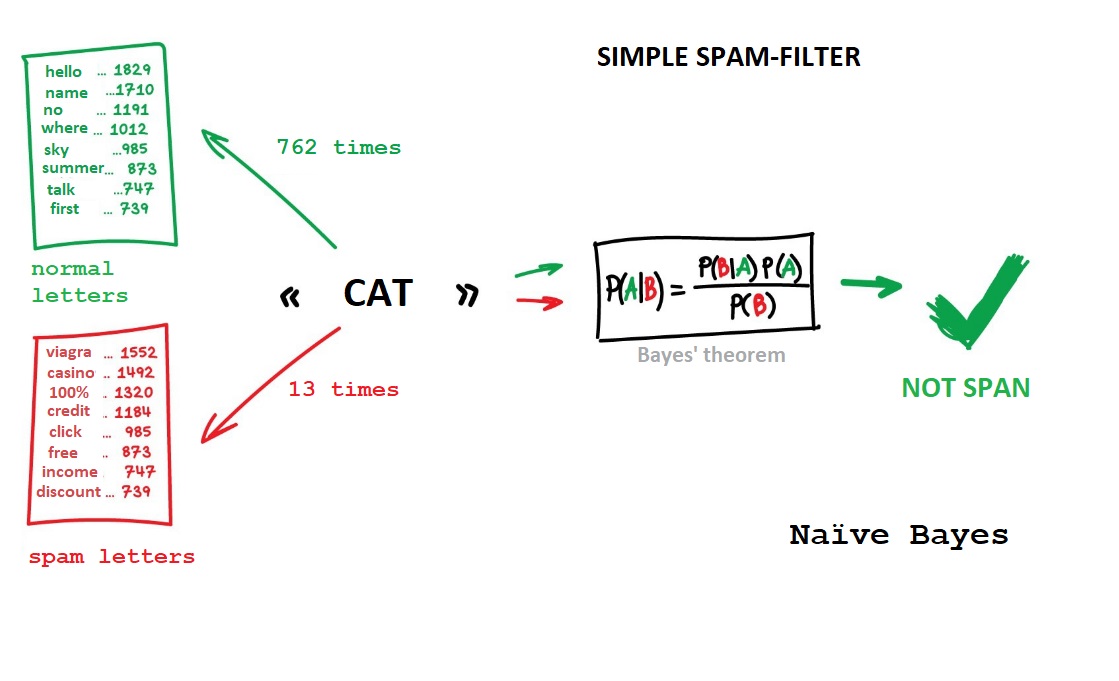 SIMPLE SPAM-FILTER
hello ... 1829
name ...1710
no ... 1191
where ... 1012
sky ...985
summer... 873
talk ...747
first ... 739
normal
letters
762 times
« CAT »
13 times
viagra ... 1552
casino .. 1492
100% . 1320
credit .. 1184
click ... 985
free .. 873
income . 747
discount ... 739
spam letters
P(A|B) = P(B|A) P(A)
P(B)
Bayes' theorem
NOT SPAN
Naïve Bayes